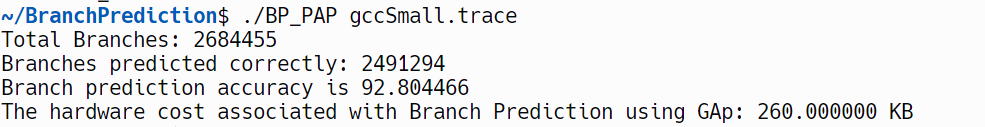 ~/BranchPrediction$ ./BP_PAP gccSmall.trace
Total Branches: 2684455
Branches predicted correctly: 2491294
Branch prediction accuracy is 92.804466
The hardware cost associated with Branch Prediction using GAp: 260.000000 KB